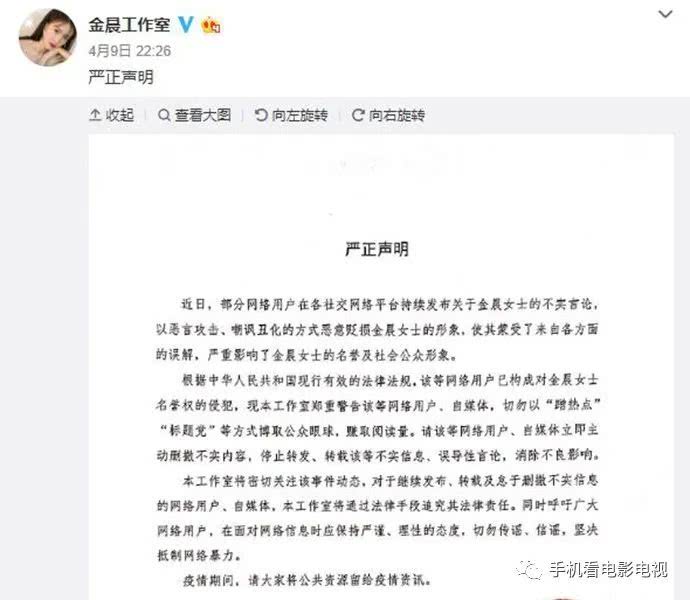 金晨工作室
4月9日 22:26
严正声明
收起 查看大图 向左旋转 向右旋转
严正声明
近日，部分网络用户在各社交网络平台持续发布关于金晨女士的不实言论，
以恶言攻击、嘲讽丑化的方式恶意贬损金晨女士的形象，使其蒙受了来自各方面
的误解，严重影响了金晨女士的名誉及社会公众形象。
根据中华人民共和国现行有效的法律法规，该等网络用户已构成对金晨女士
名誉权的侵犯，现本工作室郑重警告该等网络用户、自媒体，切勿以“蹭热点”
“标题党”等方式博取公众眼球，赚取阅读量。请该等网络用户、自媒体立即主
动删撤不实内容，停止转发、转载该等不实信息、误导性言论，消除不良影响。
本工作室将密切关注该事件动态，对于继续发布、转载及怠于删撤不实信息
的网络用户、自媒体，本工作室将通过法律手段追究其法律责任。同时呼吁广大
网络用户，在面对网络信息时应保持严谨、理性的态度，切勿传谣、信谣，坚决
抵制网络暴力。
疫情期间，请大家将公共资源留给疫情资讯。
手机看电影电视